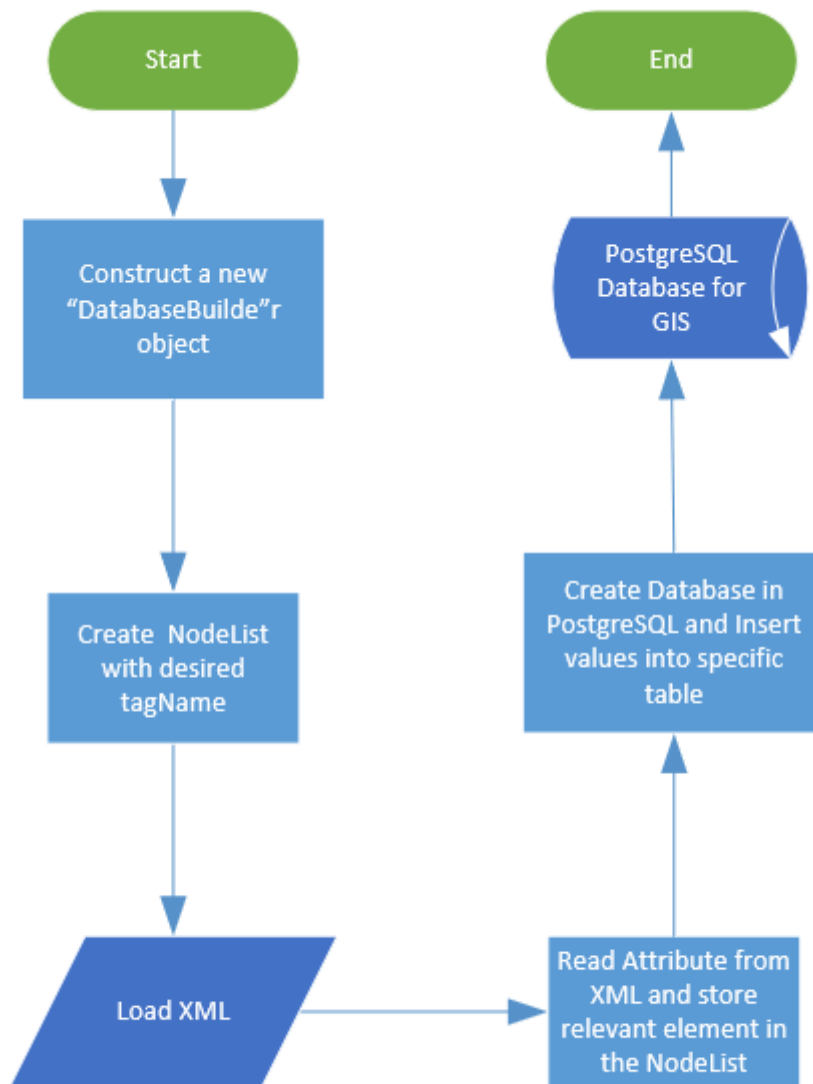 Start
Construct a new
“DatabaseBuilde”r
object
Create NodeList
with desired
tagName
Load XML
Read Attribute from
XML and store
relevant element in
the NodeList
Create Database in
PostgreSQL and Insert
values into specific
table
PostgreSQL
Database for
GIS
End